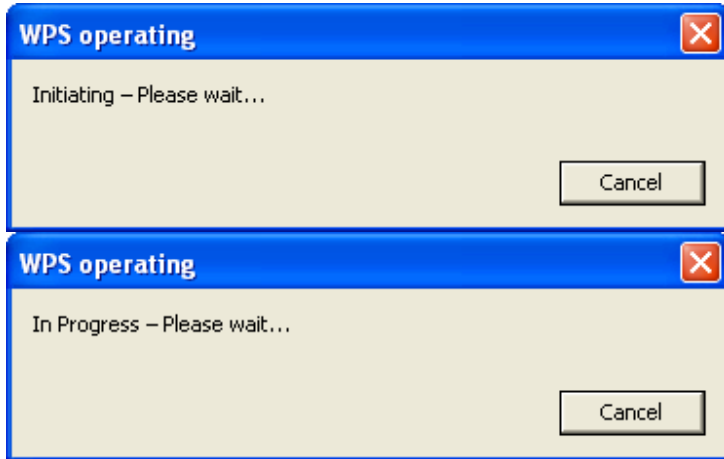 WPS operating
Initiating – Please wait...
Cancel
WPS operating
In Progress – Please wait...
Cancel